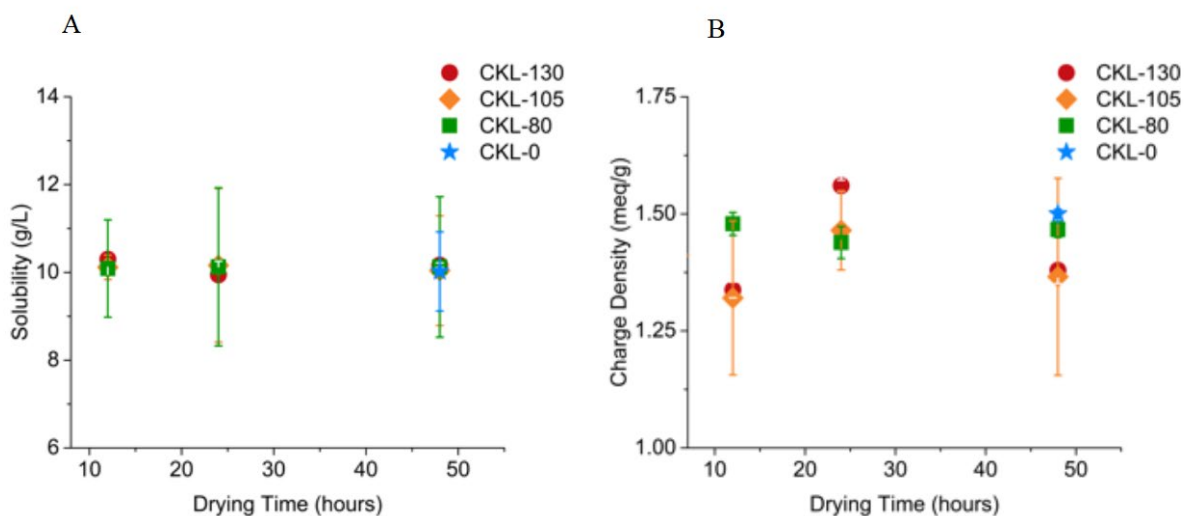 A
CKL-130
CKL-105
CKL-80
CKL-0
14
12
10
8
6
Solubility (g/L)
10
20
30
40
50
Drying Time (hours)
B
CKL-130
CKL-105
CKL-80
CKL-0
1.75
1.50
1.25
1.00
Charge Density (meq/g)
10
20
30
40
50
Drying Time (hours)